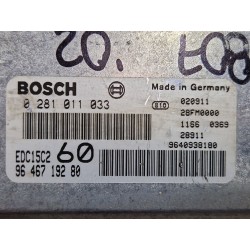 20.
708
BOSCH
Made in Germany
0 281 011 033
020911
28FM0000
1166 0369
28911
9640938180
EDC15C2 60
96 467 192 80